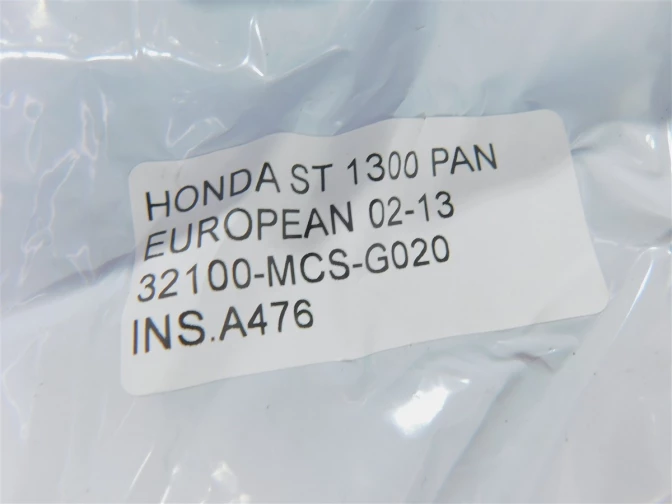 HONDA ST 1300 PAN
EUROPEAN 02-13
32100-MCS-G020
INS.A476